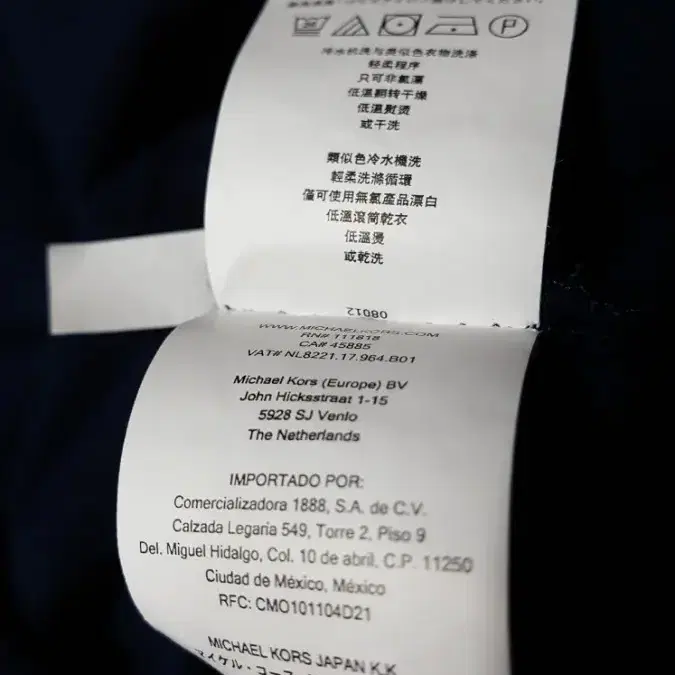 冷水机洗与类似色衣物洗涤
轻柔程序
只可非氯漂
低温翻转干燥
低温熨烫
或干洗
類似色冷水機洗
輕柔洗滌循環
僅可使用無氯產品漂白
低溫滾筒乾衣
低溫燙
或乾洗
08012
WWW.MICHAELKORS.COM
RN# 111818
CA# 45885
VAT# NL8221.17.964.B01
Michael Kors (Europe) BV
John Hicksstraat 1-15
5928 SJ Venlo
The Netherlands
IMPORTADO POR:
Comercializadora 1888, S.A. de C.V.
Calzada Legaria 549, Torre 2, Piso 9
Del. Miguel Hidalgo, Col. 10 de abril, C.P. 11250
Ciudad de México, México
RFC: CMO101104D21
MICHAEL KORS JAPAN K.K.